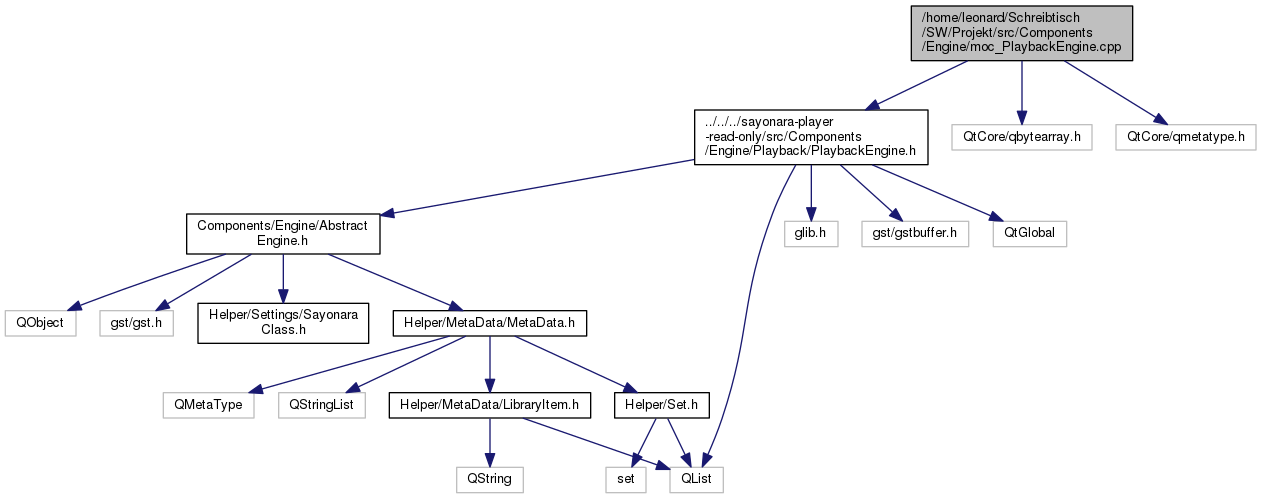 /home/leonard/Schreibtisch
/SW/Projekt/src/Components
/Engine/moc_PlaybackEngine.cpp
../../../sayonara-player
-read-only/src/Components
/Engine/Playback/PlaybackEngine.h
QtCore/qbytearray.h
QtCore/qmetatype.h
Components/Engine/Abstract
Engine.h
glib.h
gst/gstbuffer.h
QtGlobal
QObject
gst/gst.h
Helper/Settings/Sayonara
Class.h
Helper/MetaData/MetaData.h
QMetaType
QStringList
Helper/MetaData/LibraryItem.h
Helper/Set.h
QString
set
QList